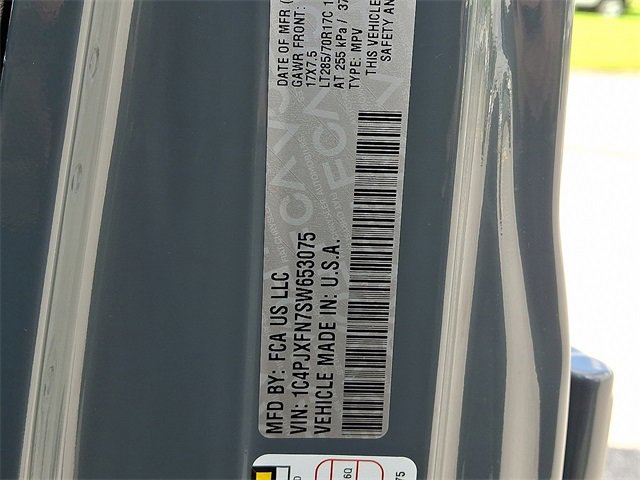 MFD BY: FCA US LLC
VIN: 1C4PJXFN7SW653075
VEHICLE MADE IN: U.S.A.
DATE OF MFR (
GAWR FRONT:
17X7.5
LT285/70R17C
AT 255 kPa / 37
TYPE: MPV
THIS VEHICLE
SAFETY AN